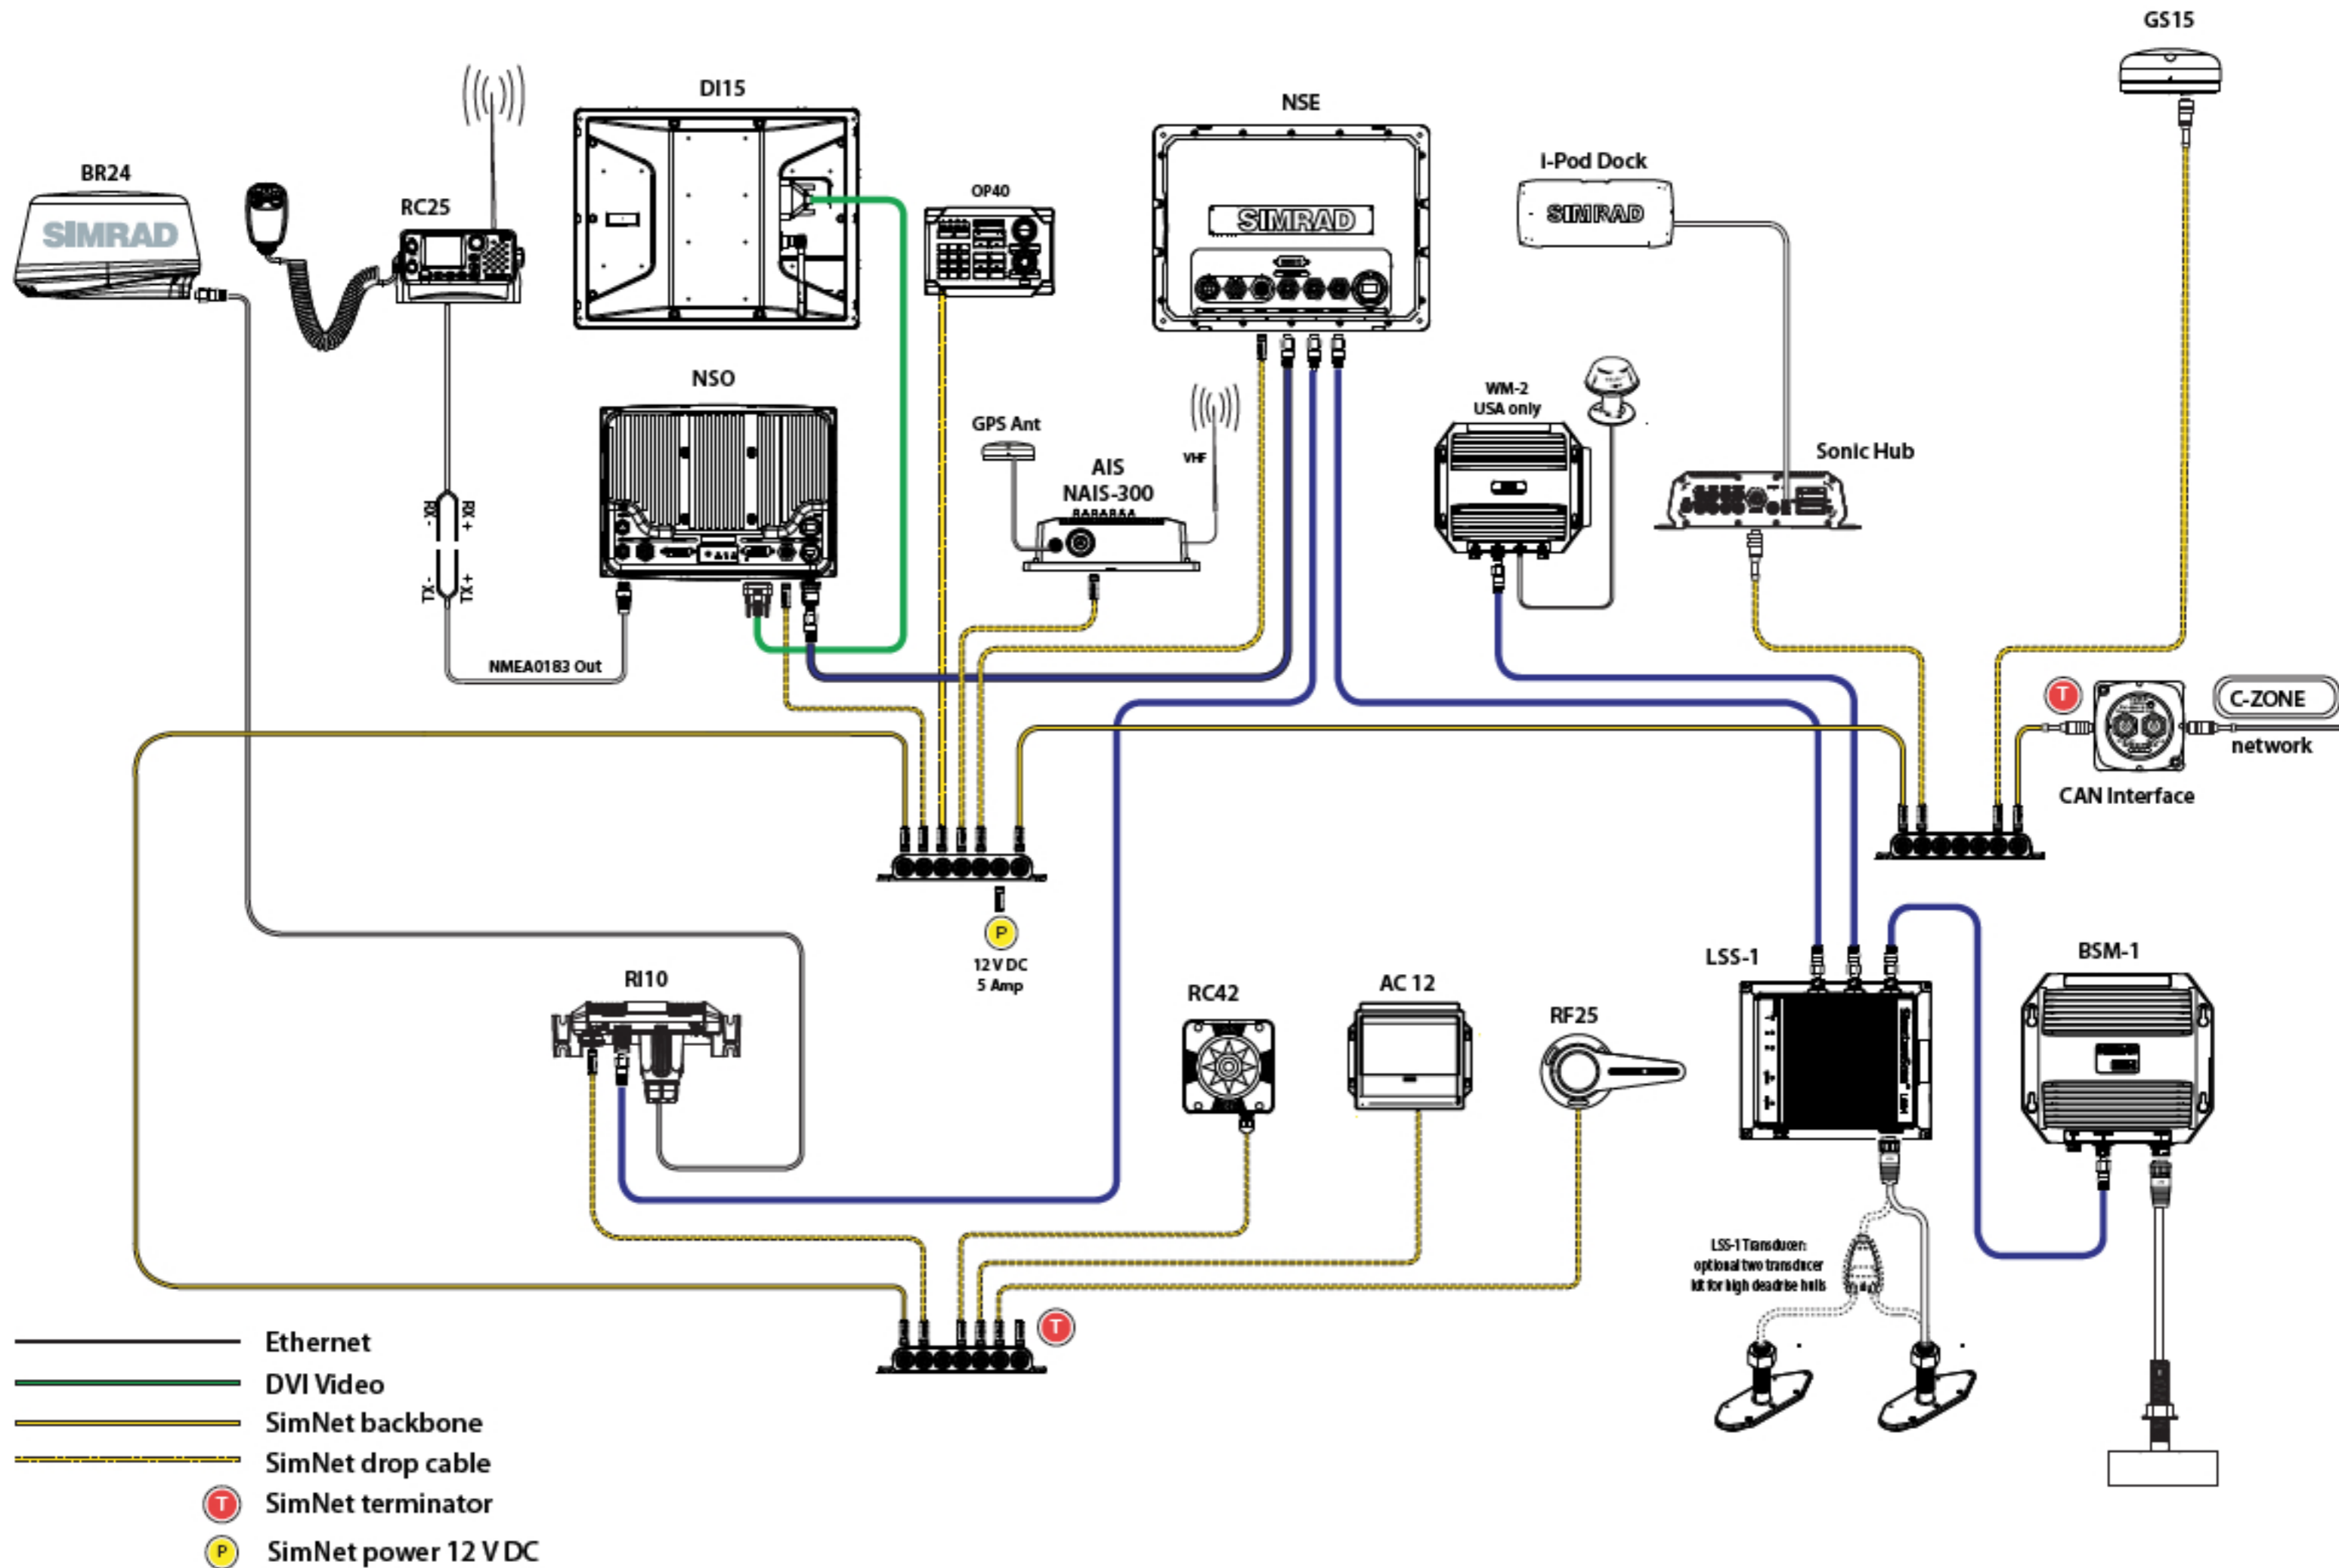 GS15
DI15
NSE
BR24
SIMRAD
RC25
OP40
SIMRAD
i-Pod Dock
SIMRAD
NSO
WM-2
USA only
GPS Ant
AIS
NAIS-300
VHF
Sonic Hub
RX -
RX +
TX -
TX +
NMEA0183 Out
T
C-ZONE
network
CAN Interface
P
12 V DC
5 Amp
RI10
RC42
AC 12
RF25
LSS-1
BSM-1
LSS-1 Transducer:
optional two transducer
kit for high deadrise hulls
T
Ethernet
DVI Video
SimNet backbone
SimNet drop cable
T SimNet terminator
P SimNet power 12 V DC